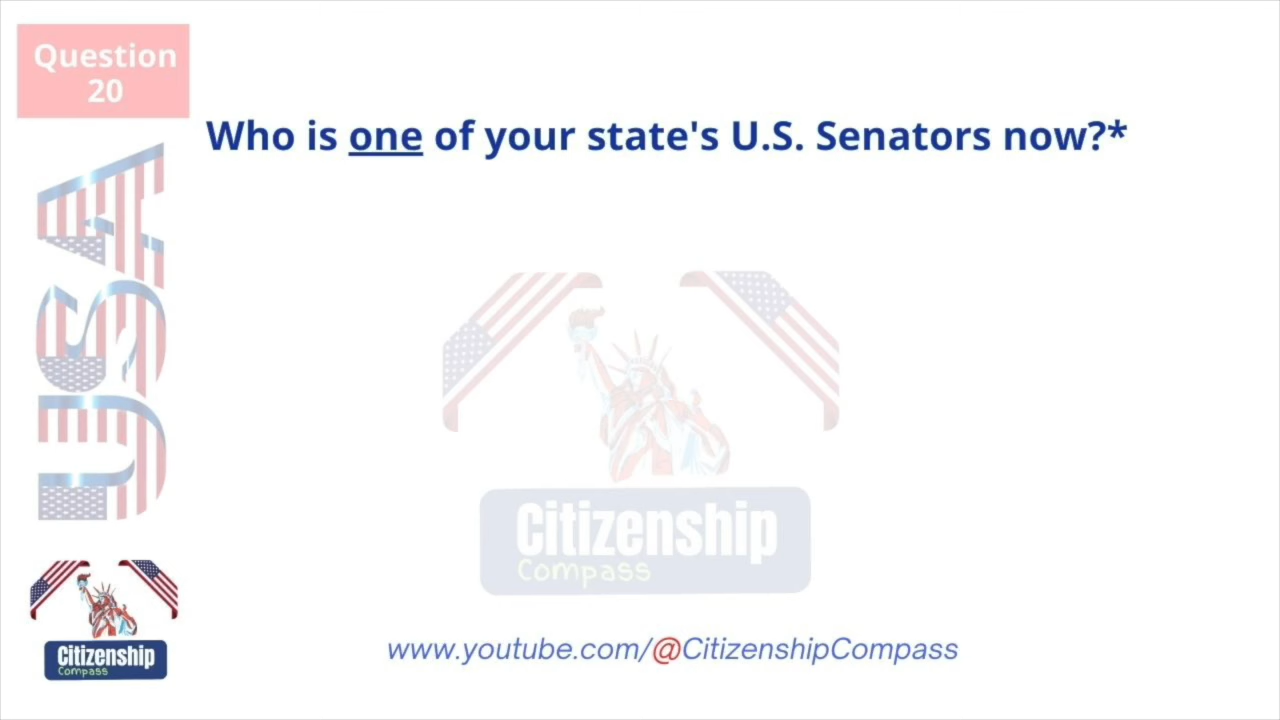 Question
20
Who is one of your state's U.S. Senators now?*
USA
Citizenship
Compass
Citizenship
Compass
www.youtube.com/@CitizenshipCompass